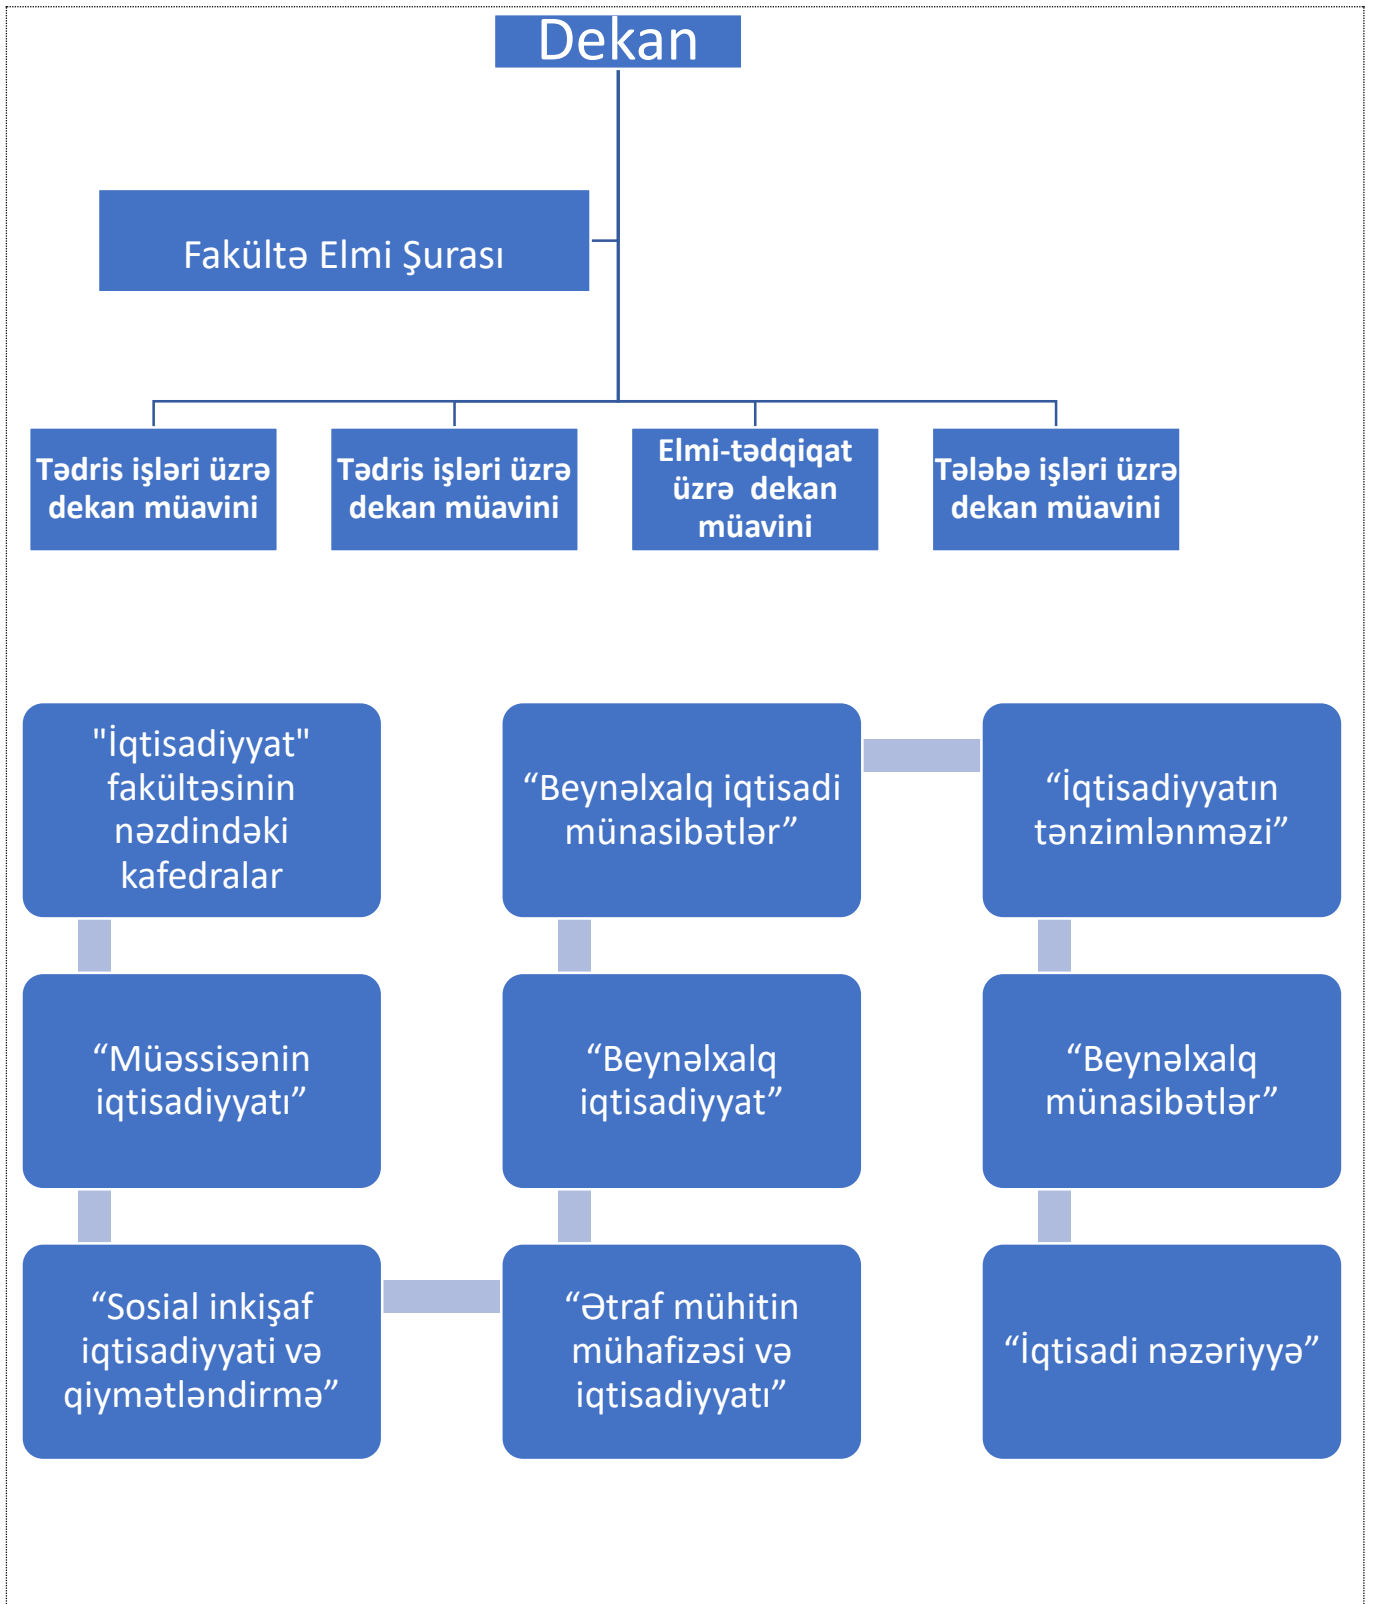 Dekan
Fakültə Elmi Şurası
Tədris işləri üzrə
dekan müavini
Tədris işləri üzrə
dekan müavini
Elmi-tədqiqat
üzrə  dekan
müavini
Tələbə işləri üzrə
dekan müavini
"İqtisadiyyat"
fakültəsinin
nəzdindəki
kafedralar
“Müəssisənin
iqtisadiyyatı”
“Sosial inkişaf
iqtisadiyyati və
qiymətləndirmə”
“Ətraf mühitin
mühafizəsi və
iqtisadiyyatı”
“Beynəlxalq
iqtisadiyyat”
“Beynəlxalq iqtisadi
münasibətlər”
“İqtisadiyyatın
tənzimlənməzi”
“Beynəlxalq
münasibətlər”
“İqtisadi nəzəriyyə”